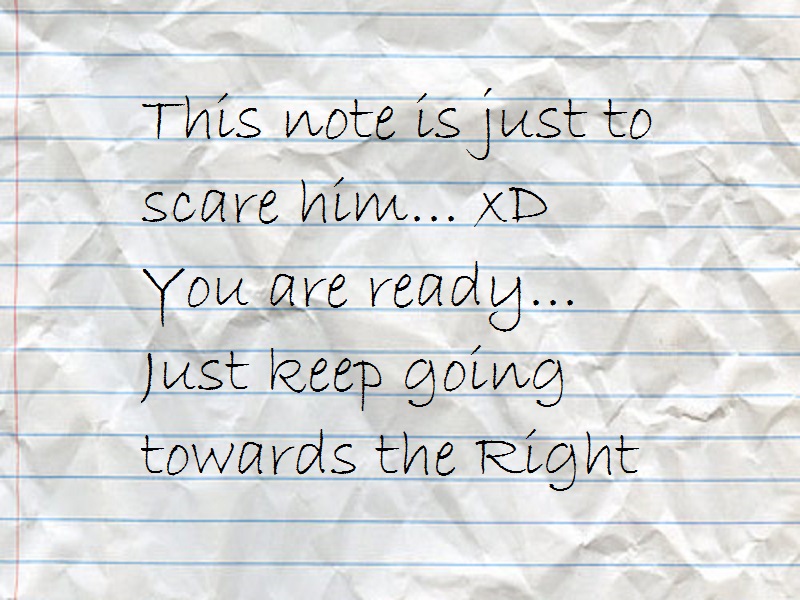 This note is just to
scare him... XD
You are ready...
Just keep going
towards the Right